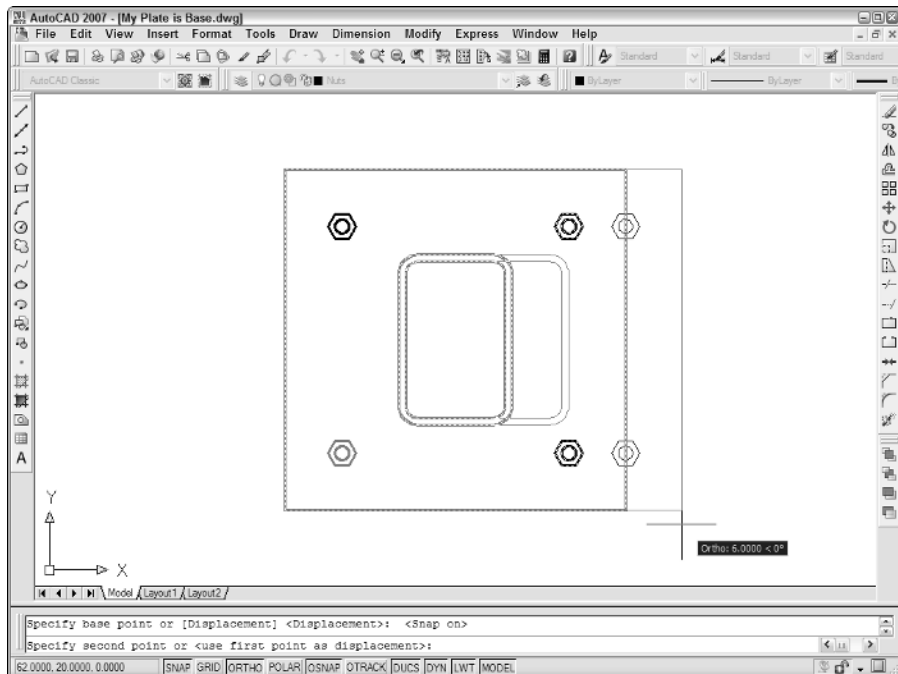 AutoCAD 2007 - [My Plate is Base.dwg]
File Edit View Insert Format Tools Draw Dimension Modify Express Window Help
Standard Standard Standard
AutoCAD Classic Nuts ByLayer ByLayer
A
Y
X
Ortho: 6.0000 < 0°
Model Layout1 Layout2
Specify base point or [Displacement] <Displacement>: <Snap on>
Specify second point or <use first point as displacement>:
62.0000, 20.0000, 0.0000 SNAP GRID ORTHO POLAR OSNAP OTRACK DUCS DYN LWT MODEL